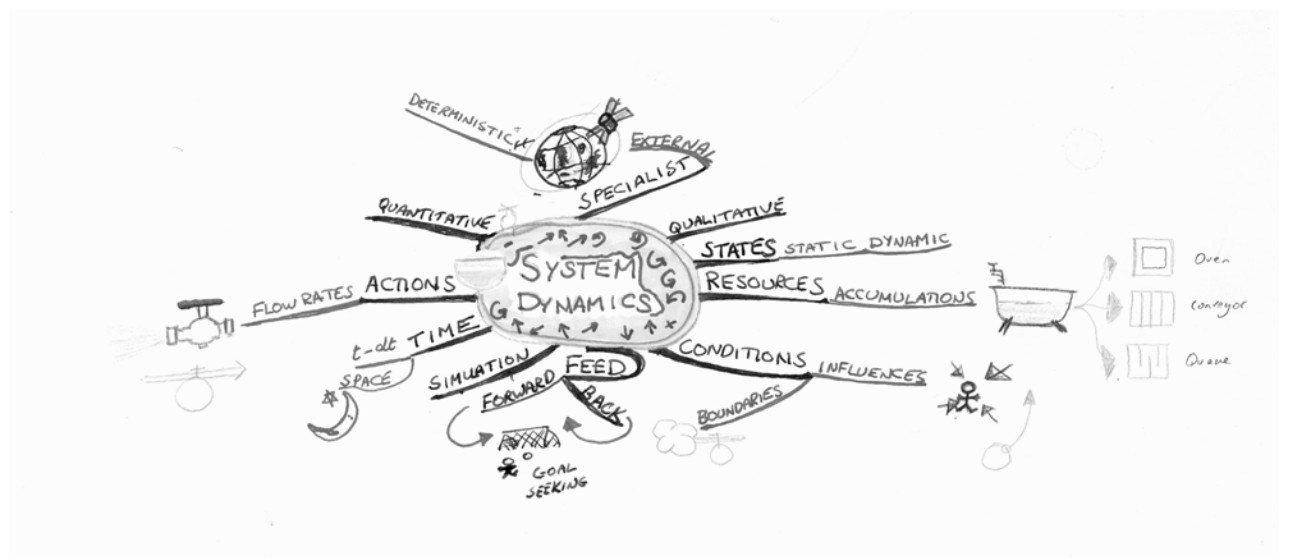 DETERMINISTIC
EXTERNAL
SPECIALIST
QUANTITATIVE
QUALITATIVE
STATES STATIC DYNAMIC
SYSTEM
DYNAMICS
RESOURCES ACCUMULATIONS
Oven
Conveyor
Queue
ACTIONS
FLOW RATES
TIME
t-dt
SPACE
SIMUATION
FEED
FORWARD
BACK
GOAL
SEEKING
CONDITIONS INFLUENCES
BOUNDARIES